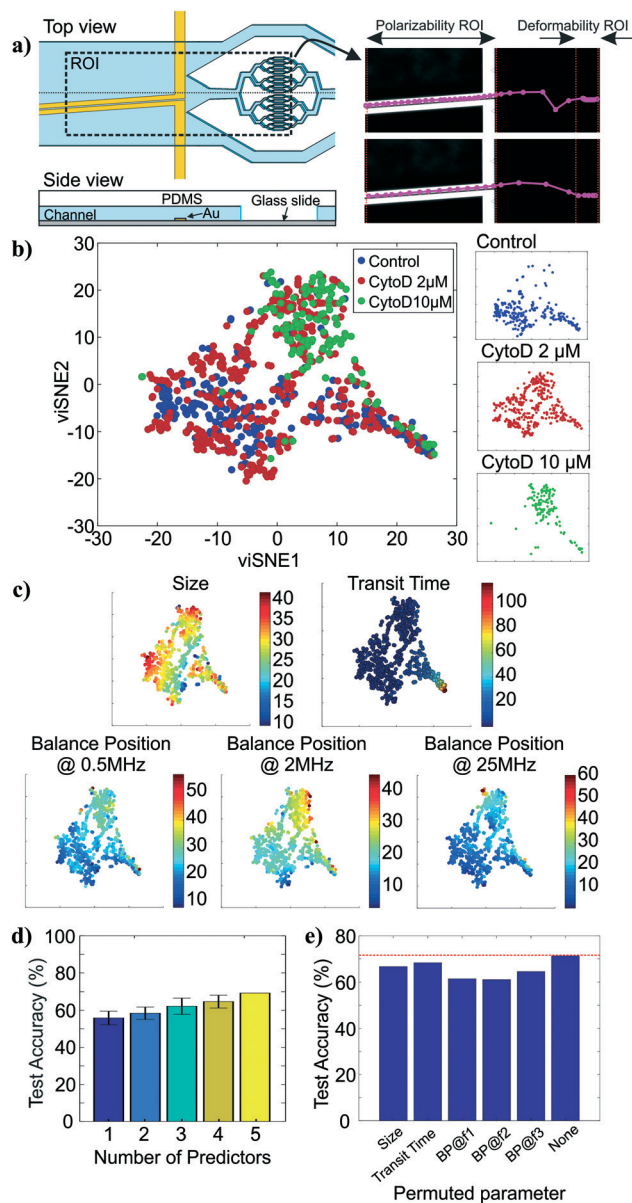 a)
Top view
Polarizability ROI
Deformability ROI
ROI
Side view
PDMS
Glass slide
Channel
Au
b)
30
20
10
0
-10
-20
-30
-30
-20
-10
0
10
20
30
viSNE2
viSNE1
Control
CytoD 2μM
CytoD10μM
Control
CytoD 2 μM
CytoD 10 μM
c)
Size
40
35
30
25
20
15
10
Transit Time
100
80
60
40
20
Balance Position
@ 0.5MHz
50
40
30
20
10
Balance Position
@ 2MHz
40
30
20
10
Balance Position
@ 25MHz
60
50
40
30
20
10
d)
100
80
60
40
20
0
Test Accuracy (%)
1 2 3 4 5
Number of Predictors
e)
80
60
40
20
0
Test Accuracy (%)
Size
Transit Time
BP@f1
BP@f2
BP@f3
None
Permuted parameter